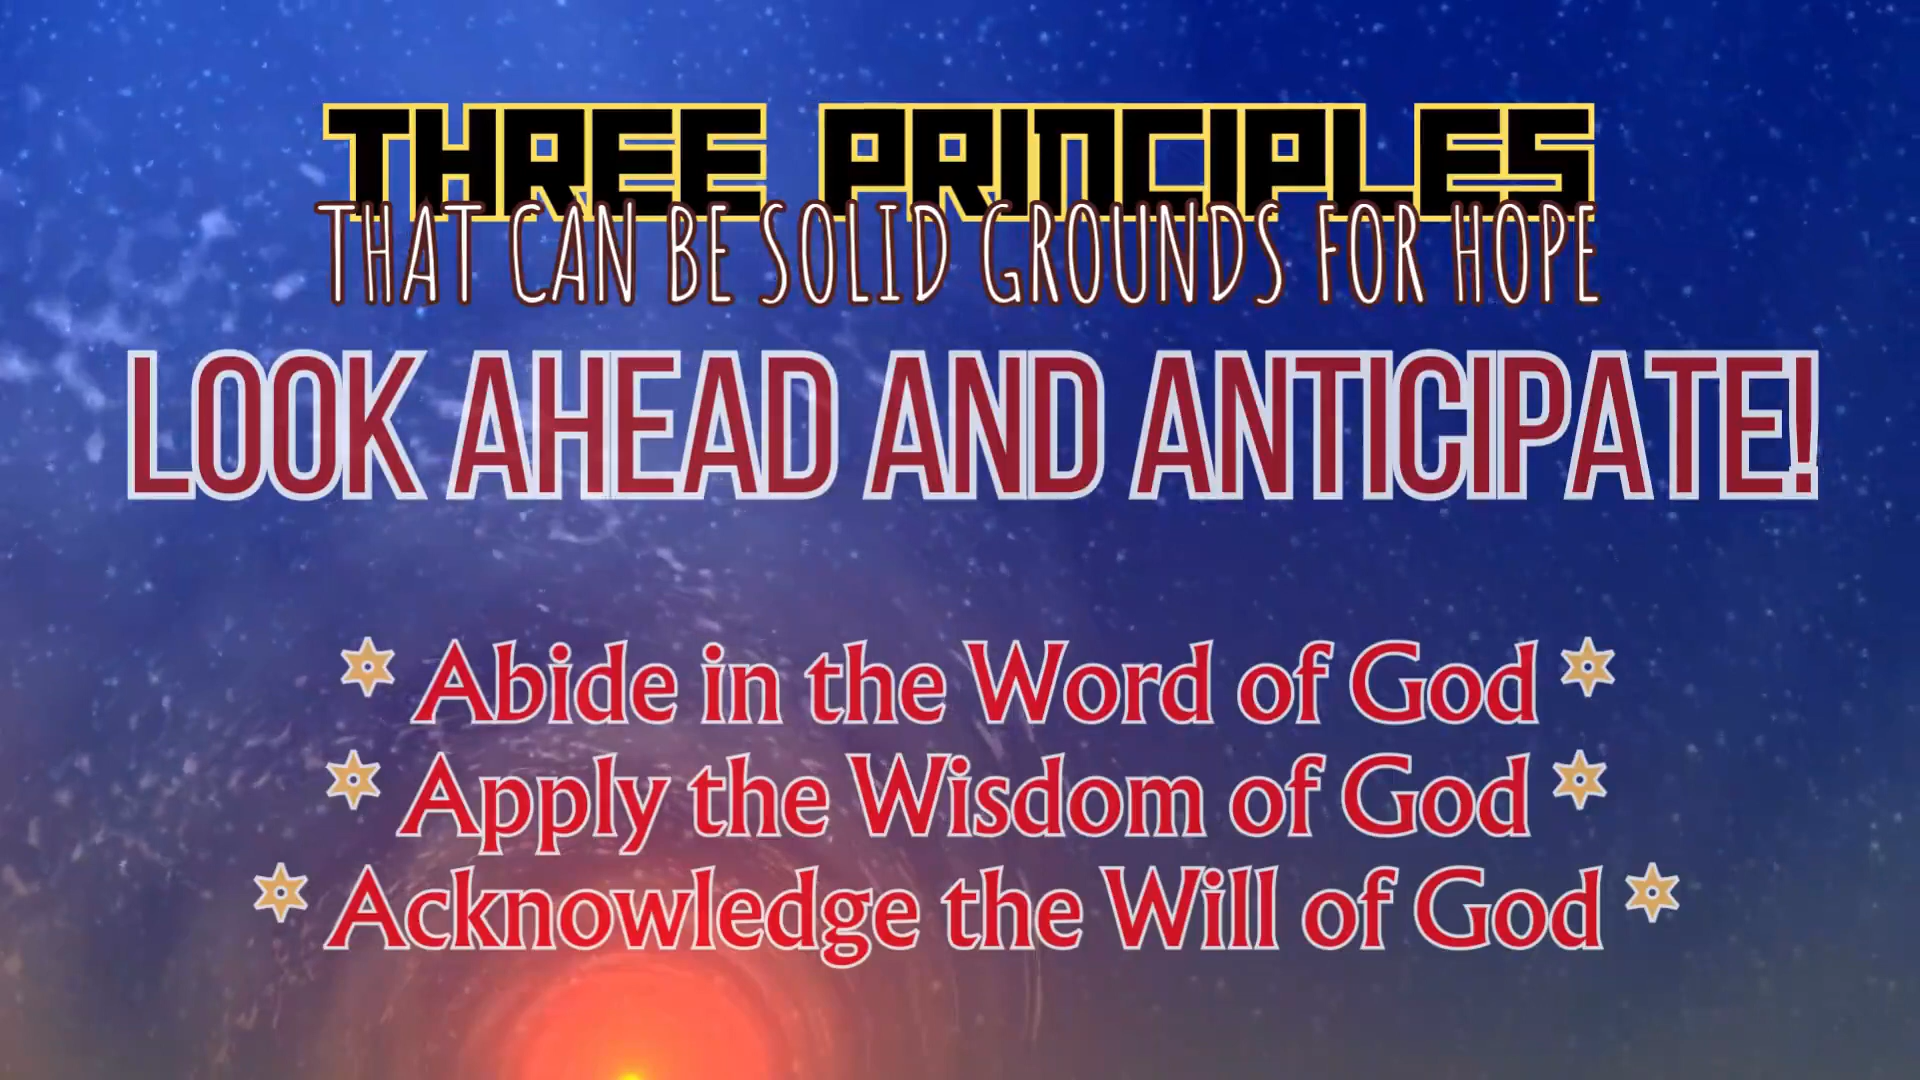 THREE PRINCIPLES
THAT CAN BE SOLID GROUNDS FOR HOPE
LOOK AHEAD AND ANTICIPATE!
* Abide in the Word of God *
* Apply the Wisdom of God *
* Acknowledge the Will of God *